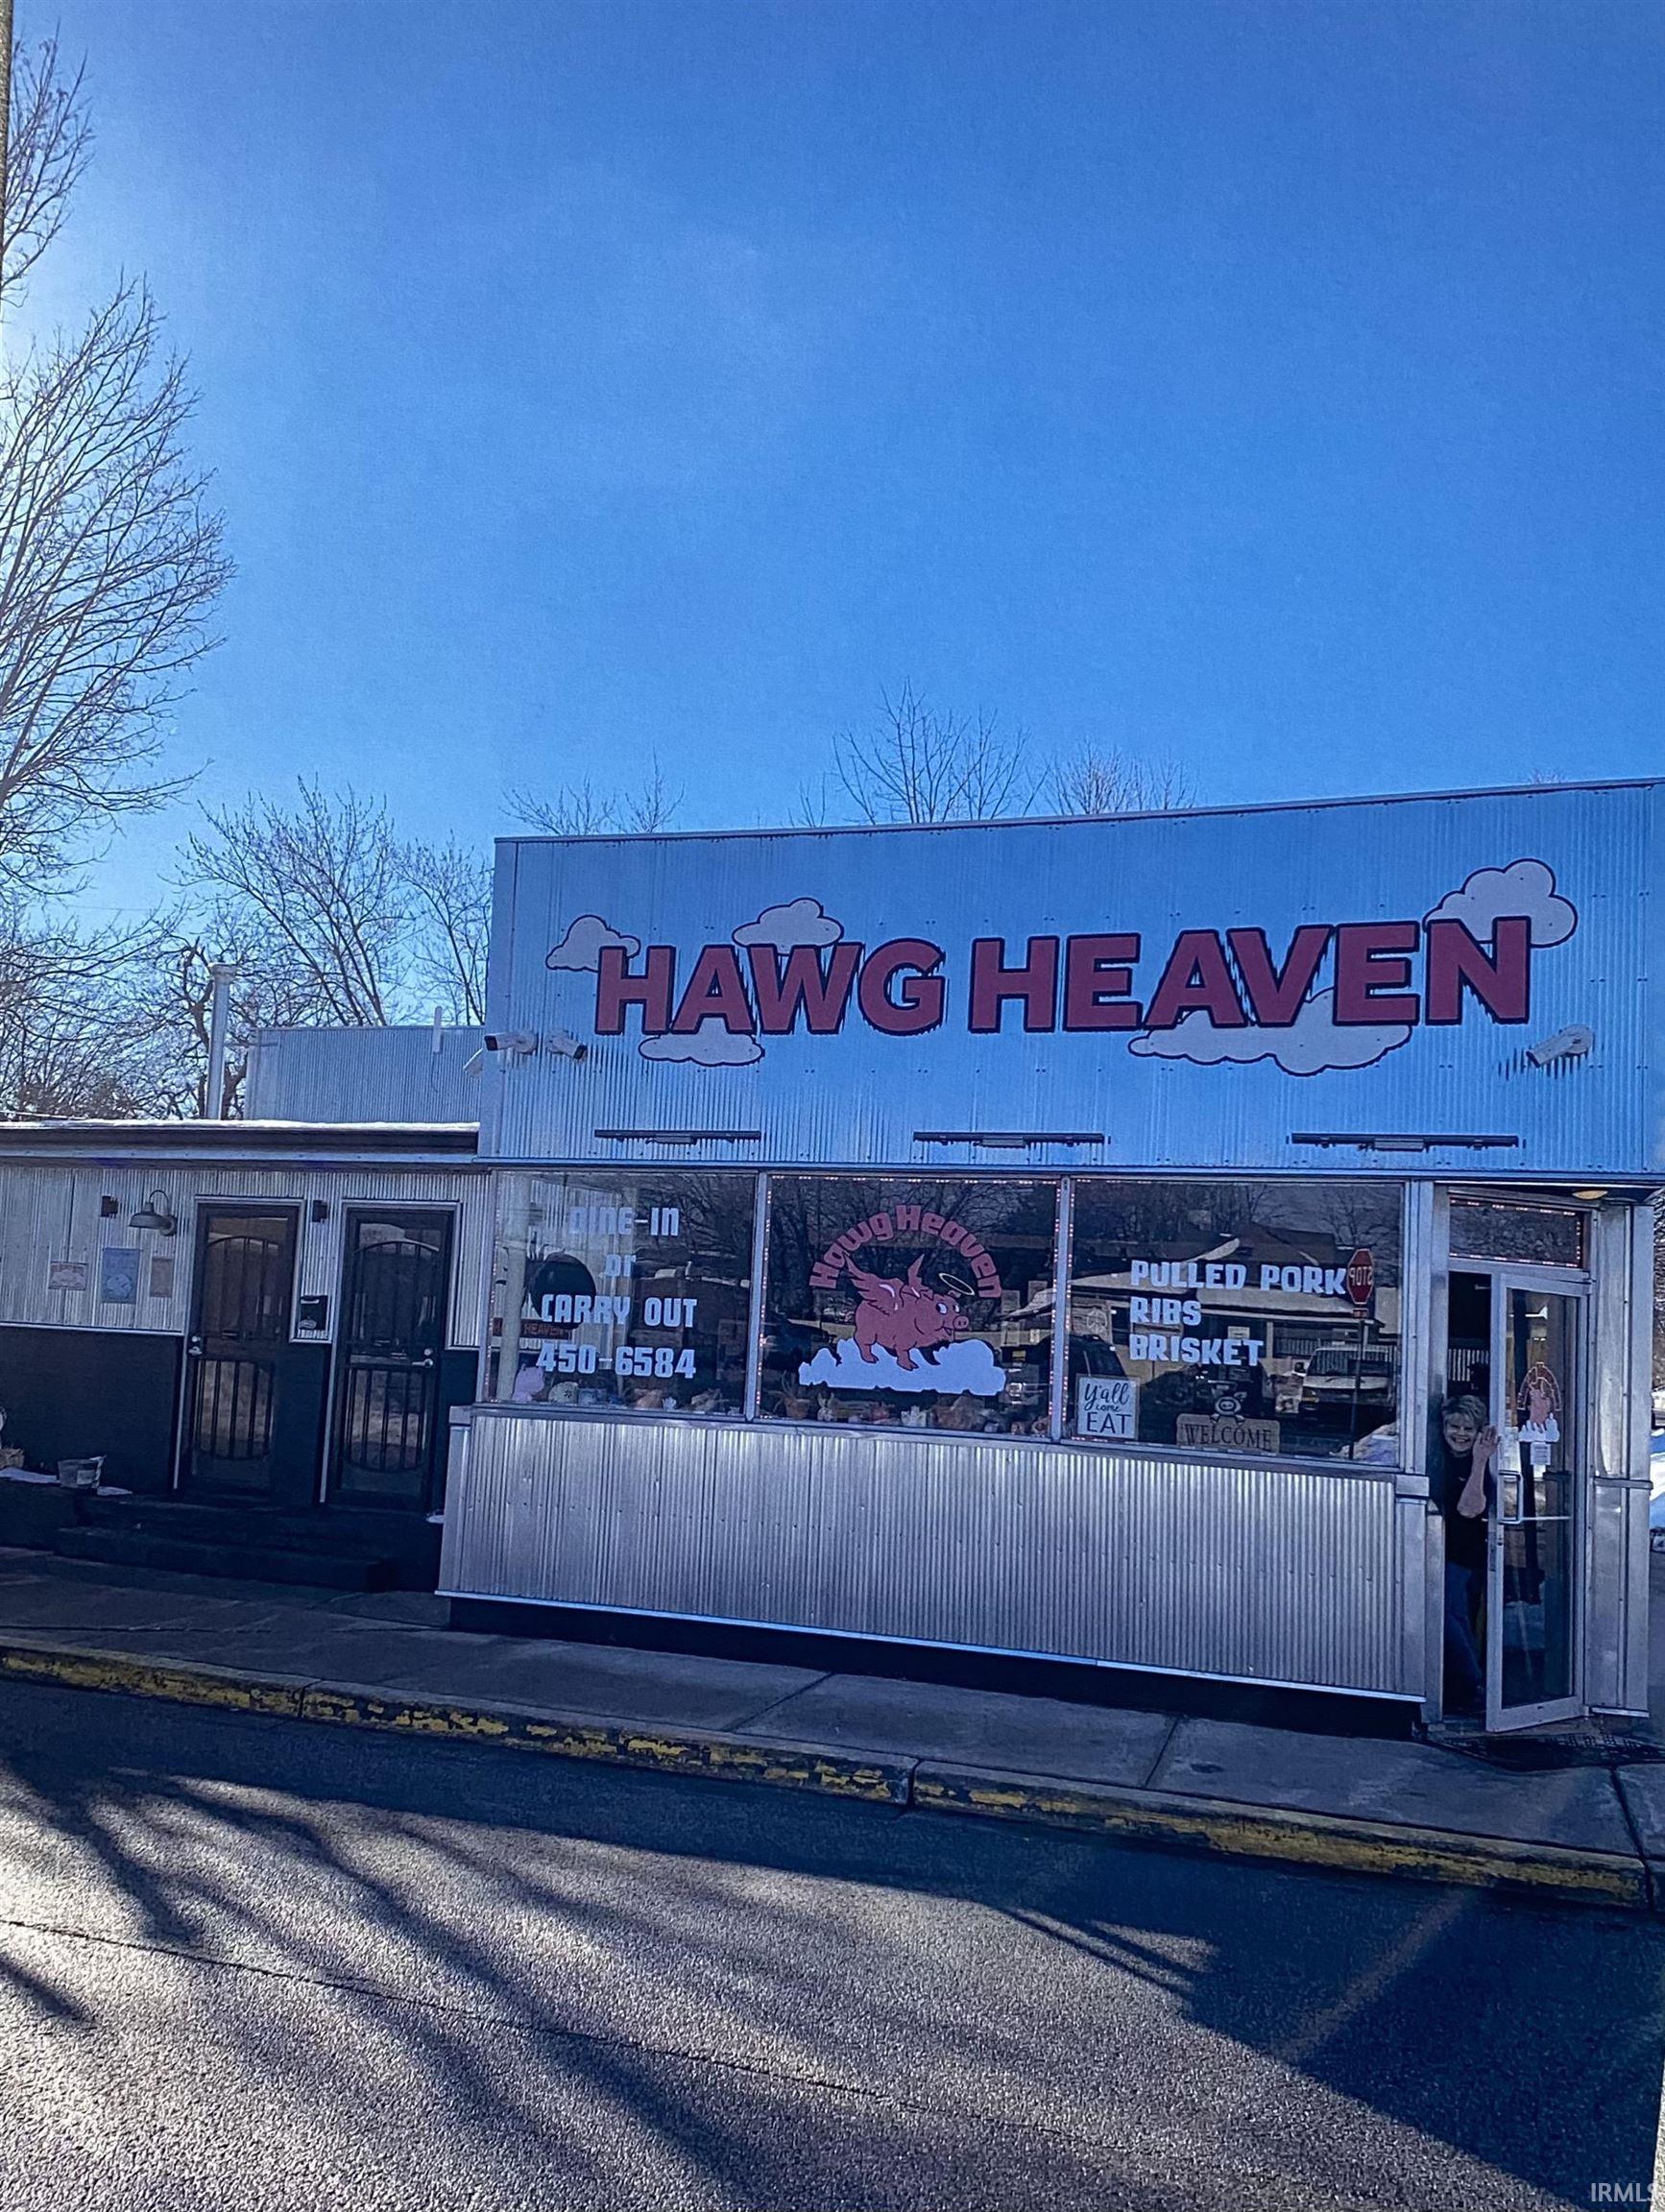 HAWG HEAVEN
DINE-IN
or
CARRY OUT
450-6584
HEAVEN
Hawg Heaven
PULLED PORK
RIBS
BRISKET
STOP
y'all
come
EAT
WELCOME
IRMLS